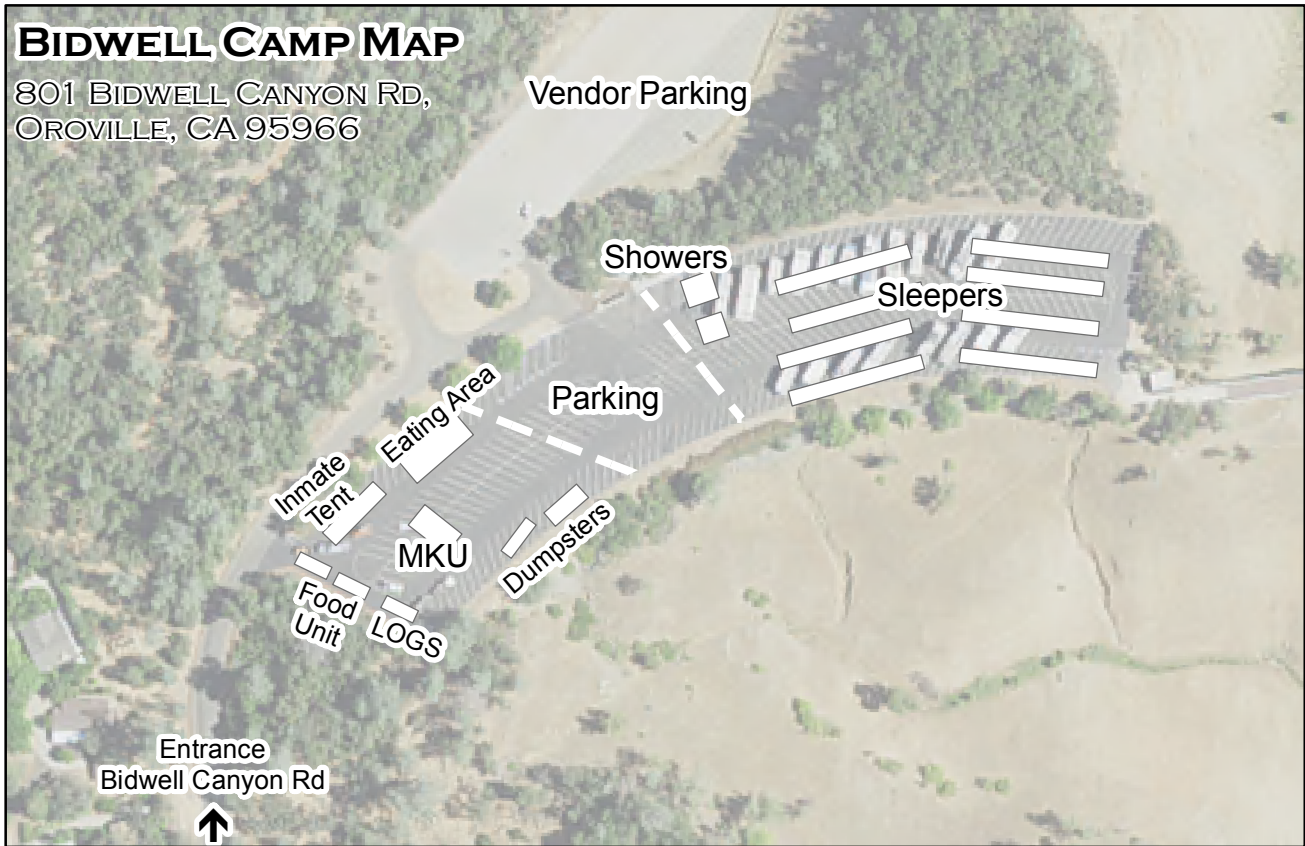 BIDWELL CAMP MAP
801 BIDWELL CANYON RD,
OROVILLE, CA 95966
Vendor Parking
Showers
Sleepers
Parking
Eating Area
Inmate
Tent
MKU
Dumpsters
Food
Unit
LOGS
Entrance
Bidwell Canyon Rd